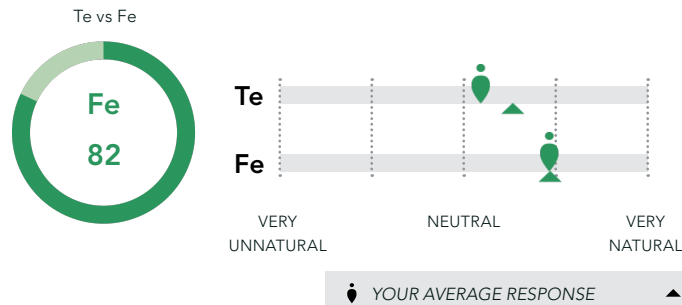 Te vs Fe
Fe
82
Te
Fe
VERY
UNNATURAL
NEUTRAL
VERY
NATURAL
YOUR AVERAGE RESPONSE